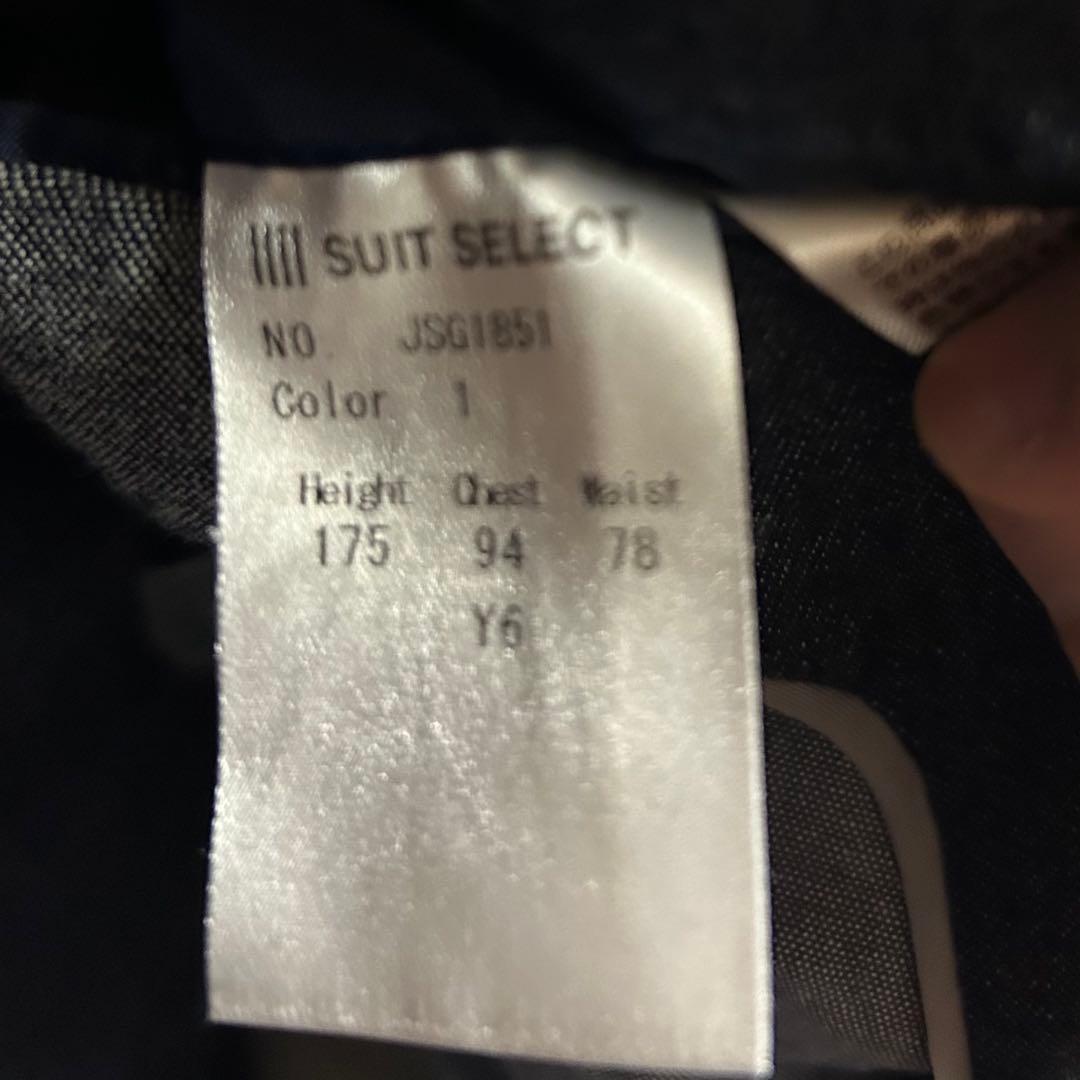 SUIT SELECT
NO. JSG1851
Color 1
Height Chest Waist
175 94 78
Y6